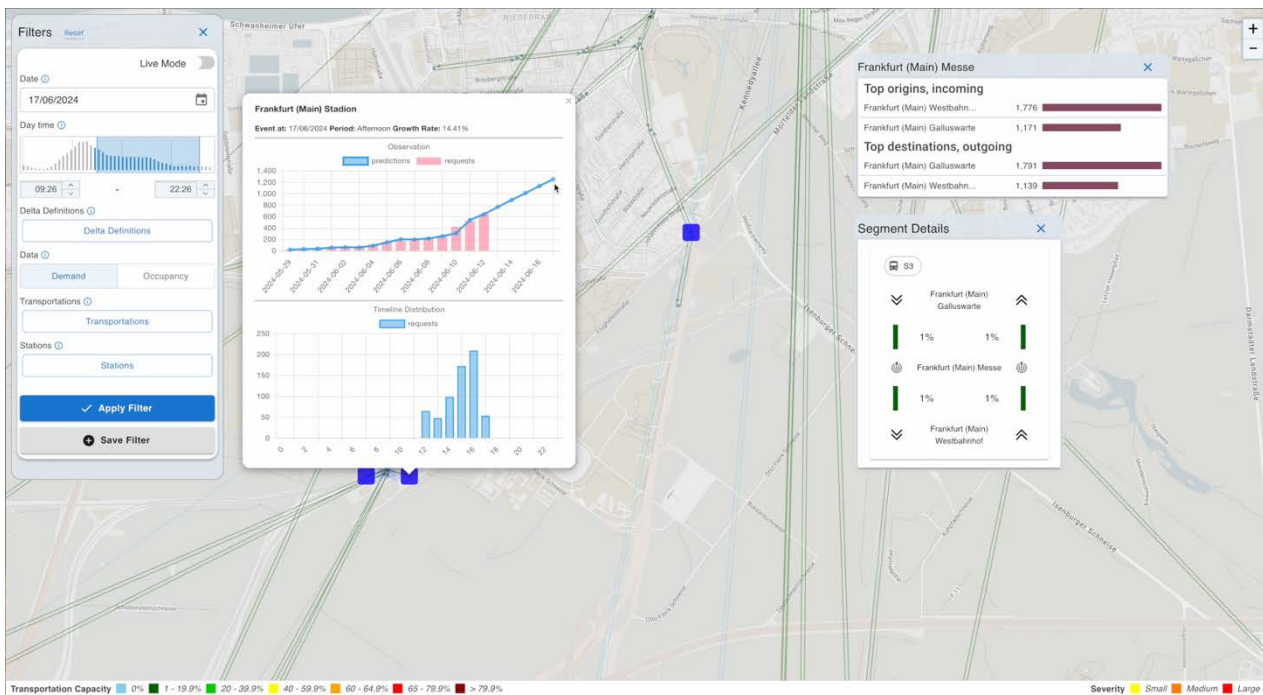 Filters Reset
Live Mode
Date
17/06/2024
Day time
09:26 - 22:26
Delta Definitions
Delta Definitions
Data
Demand Occupancy
Transportations
Transportations
Stations
Stations
Apply Filter
Save Filter
Schwanheimer Ufer
NIEDERRAD
Kennedyallee
Mörfelder Landstraße
Isenburger Schneise
Isenburger Schneise
Otto-Fleck-Schneise
Darmstädter Landstraße
Frankfurt (Main) Stadion
Event at: 17/06/2024 Period: Afternoon Growth Rate: 14.41%
Observation
predictions requests
1,400
1,200
1,000
800
600
400
200
0
2024-05-29
2024-05-31
2024-06-02
2024-06-04
2024-06-06
2024-06-08
2024-06-10
2024-06-12
2024-06-14
2024-06-16
Timeline Distribution
requests
250
200
150
100
50
0
0 2 4 6 8 10 12 14 16 18 20 22
Frankfurt (Main) Messe
Top origins, incoming
Frankfurt (Main) Westbahn... 1,776
Frankfurt (Main) Galluswarte 1,171
Top destinations, outgoing
Frankfurt (Main) Galluswarte 1,791
Frankfurt (Main) Westbahn... 1,139
Segment Details
S3
Frankfurt (Main)
Galluswarte
1% 1%
Frankfurt (Main) Messe
1% 1%
Frankfurt (Main)
Westbahnhof
+
−
Transportation Capacity 0% 1 - 19.9% 20 - 39.9% 40 - 59.9% 60 - 64.9% 65 - 79.9% > 79.9%
Severity Small Medium Large